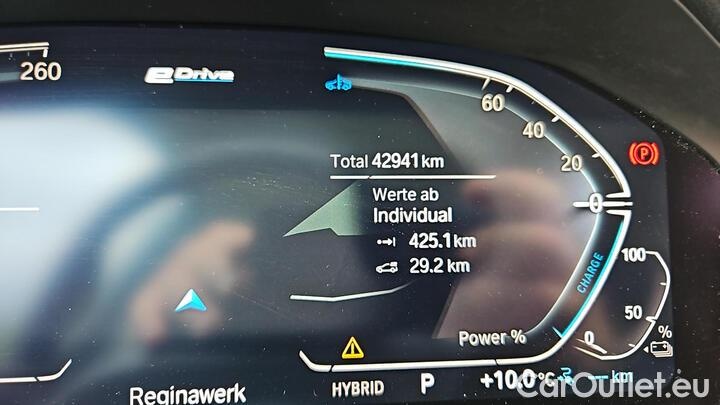 260
eDrive
60
40
20
0
Total 42941 km
Werte ab
Individual
425.1 km
29.2 km
CHARGE
100
50
%
0
Power %
Reginawerk
HYBRID
P
+10.0°C
--- km
CarOutlet.eu